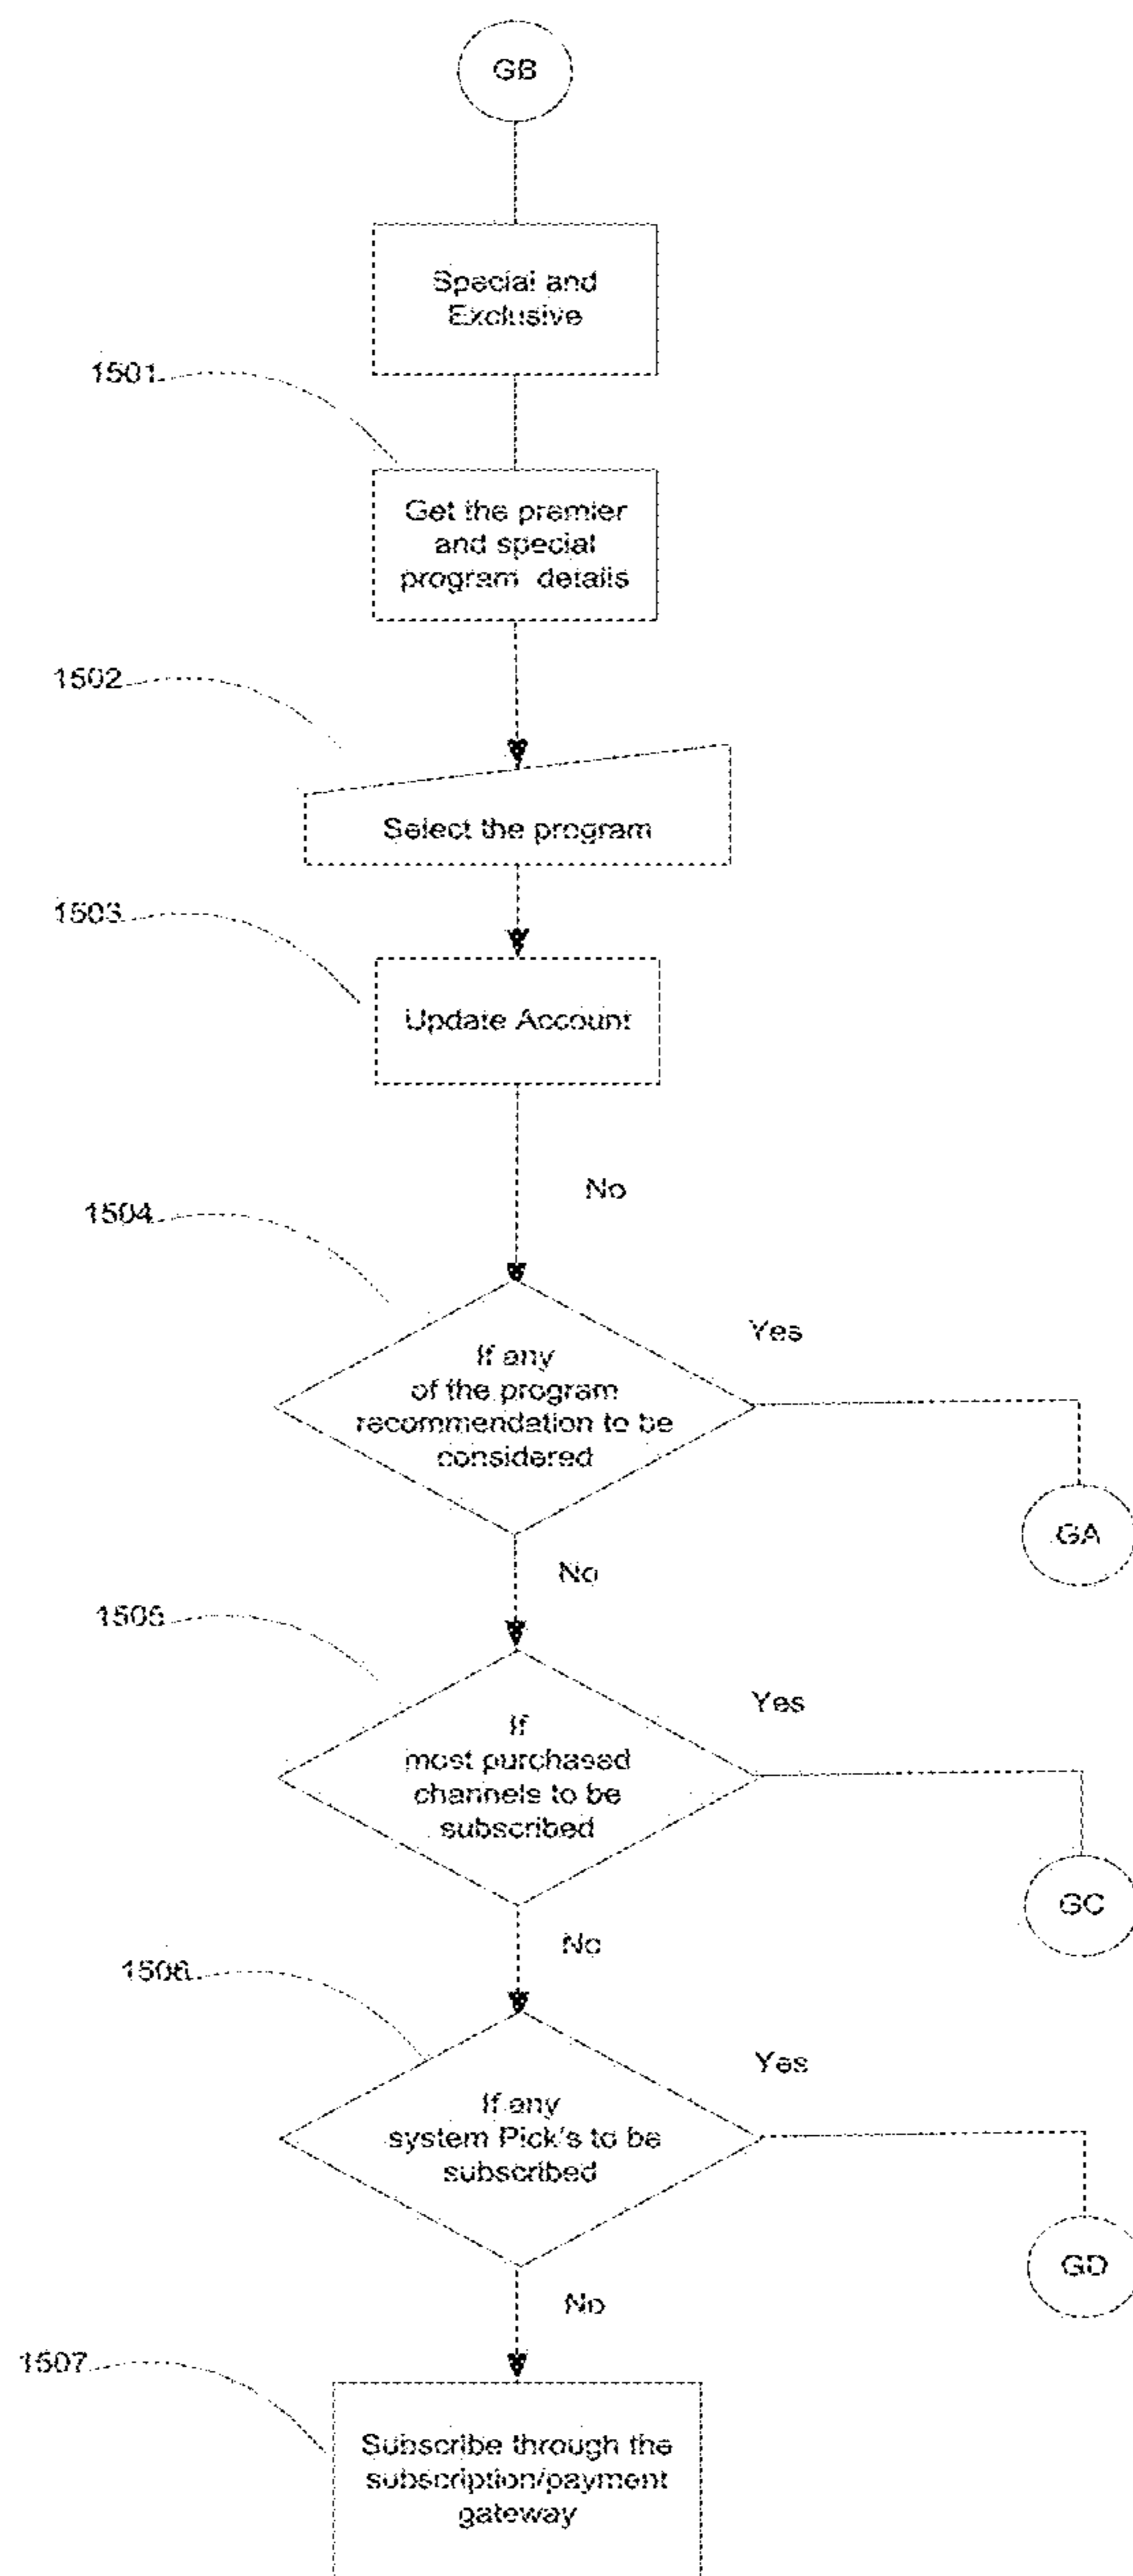 GB
Special and
Exclusive
1501
Get the premier
and special
program details
1502
Select the program
1503
Update Account
No
1504
Yes
If any
of the program
recommendation to be
considered
GA
No
1505
Yes
If
most purchased
channels to be
subscribed
GC
No
1506
Yes
If any
system Pick's to be
subscribed
GD
No
1507
Subscribe through the
subscription/payment
gateway